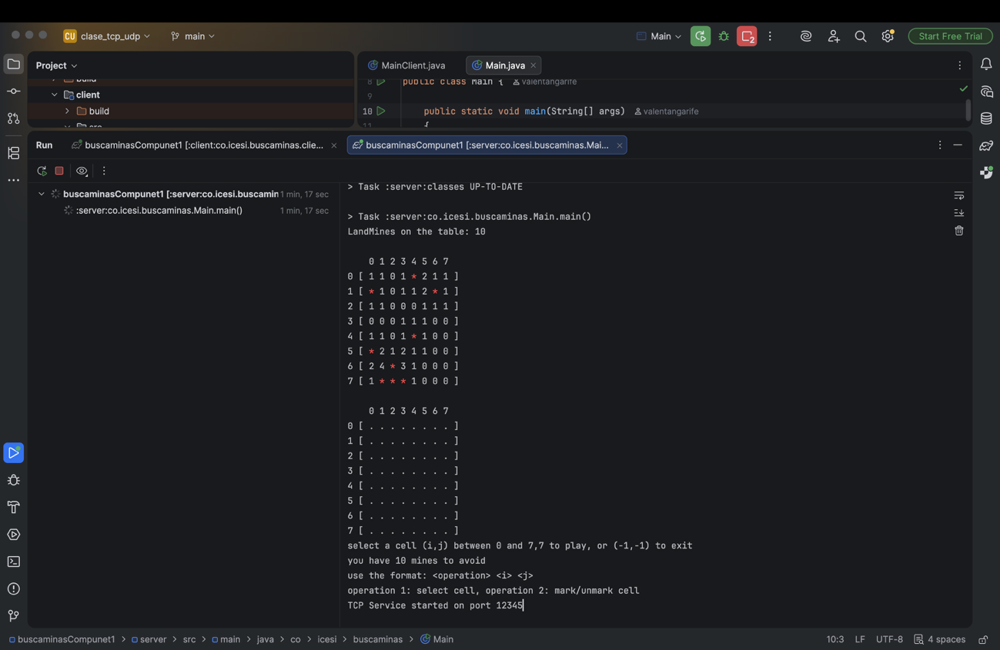 CU clase_tcp_udp main Main 2 Start Free Trial
Project
MainClient.java Main.java
build
client
build
src
8 public class Main { valentangarife
9
10 public static void main(String[] args) valentangarife
11 {
Run buscaminasCompunet1 [:client:co.icesi.buscaminas.clie... buscaminasCompunet1 [:server:co.icesi.buscaminas.Mai...
buscaminasCompunet1 [:server:co.icesi.buscamin 1 min, 17 sec
:server:co.icesi.buscaminas.Main.main() 1 min, 17 sec
> Task :server:classes UP-TO-DATE
> Task :server:co.icesi.buscaminas.Main.main()
LandMines on the table: 10
0 1 2 3 4 5 6 7
0 [ 1 1 0 1 * 2 1 1 ]
1 [ * 1 0 1 1 2 * 1 ]
2 [ 1 1 0 0 0 1 1 1 ]
3 [ 0 0 0 1 1 1 0 0 ]
4 [ 1 1 0 1 * 1 0 0 ]
5 [ * 2 1 2 1 1 0 0 ]
6 [ 2 4 * 3 1 0 0 0 ]
7 [ 1 * * * 1 0 0 0 ]
0 1 2 3 4 5 6 7
0 [ . . . . . . . . ]
1 [ . . . . . . . . ]
2 [ . . . . . . . . ]
3 [ . . . . . . . . ]
4 [ . . . . . . . . ]
5 [ . . . . . . . . ]
6 [ . . . . . . . . ]
7 [ . . . . . . . . ]
select a cell (i,j) between 0 and 7,7 to play, or (-1,-1) to exit
you have 10 mines to avoid
use the format: <operation> <i> <j>
operation 1: select cell, operation 2: mark/unmark cell
TCP Service started on port 12345
buscaminasCompunet1 > server > src > main > java > co > icesi > buscaminas > Main 10:3 LF UTF-8 4 spaces